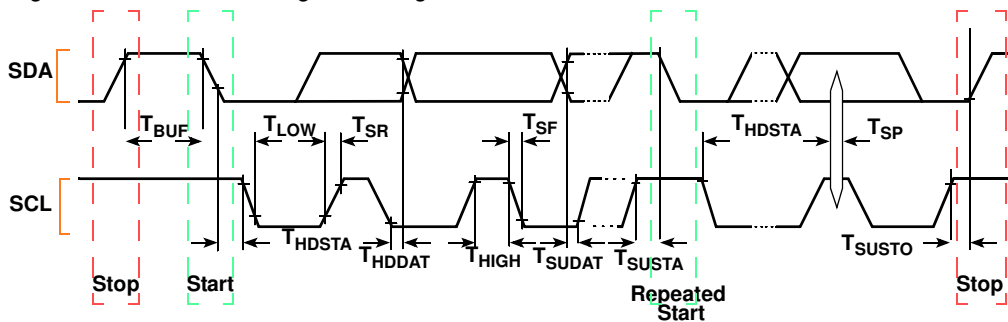 SDA
T_BUF T_LOW T_SR T_SF T_HDSTA T_SP
SCL
T_HDSTA T_HDDAT T_HIGH T_SUDAT T_SUSTA T_SUSTO
Stop Start Repeated Start Stop